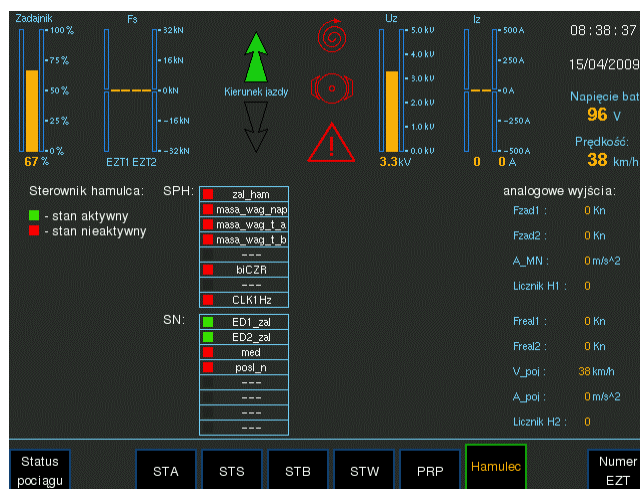 Zadajnik
Fs
Uz
Iz
100 %
75 %
50 %
25 %
0 %
67 %
32 kN
16 kN
0 kN
-16 kN
-32 kN
EZT1 EZT2
Kierunek jazdy
5.0 kV
4.0 kV
3.0 kV
2.0 kV
1.0 kV
0.0 kV
3.3 kV
500 A
250 A
0 A
-250 A
-500 A
0 0 A
08:38:37
15/04/2009
Napięcie bat
96 V
Prędkość:
38 km/h
Sterownik hamulca:
- stan aktywny
- stan nieaktywny
SPH:
zal_ham
masa_wag_nap
masa_wag_t_a
masa_wag_t_b
---
biCZR
---
CLK1Hz
SN:
ED1_zal
ED2_zal
med
posl_n
---
---
---
---
analogowe wyjścia:
Fzad1 : 0 Kn
Fzad2 : 0 Kn
A_MN : 0 m/s^2
Licznik H1 : 0
Freal1 : 0 Kn
Freal2 : 0 Kn
V_poj : 38 km/h
A_poj : 0 m/s^2
Licznik H2 : 0
Status
pociągu
STA
STS
STB
STW
PRP
Hamulec
Numer
EZT